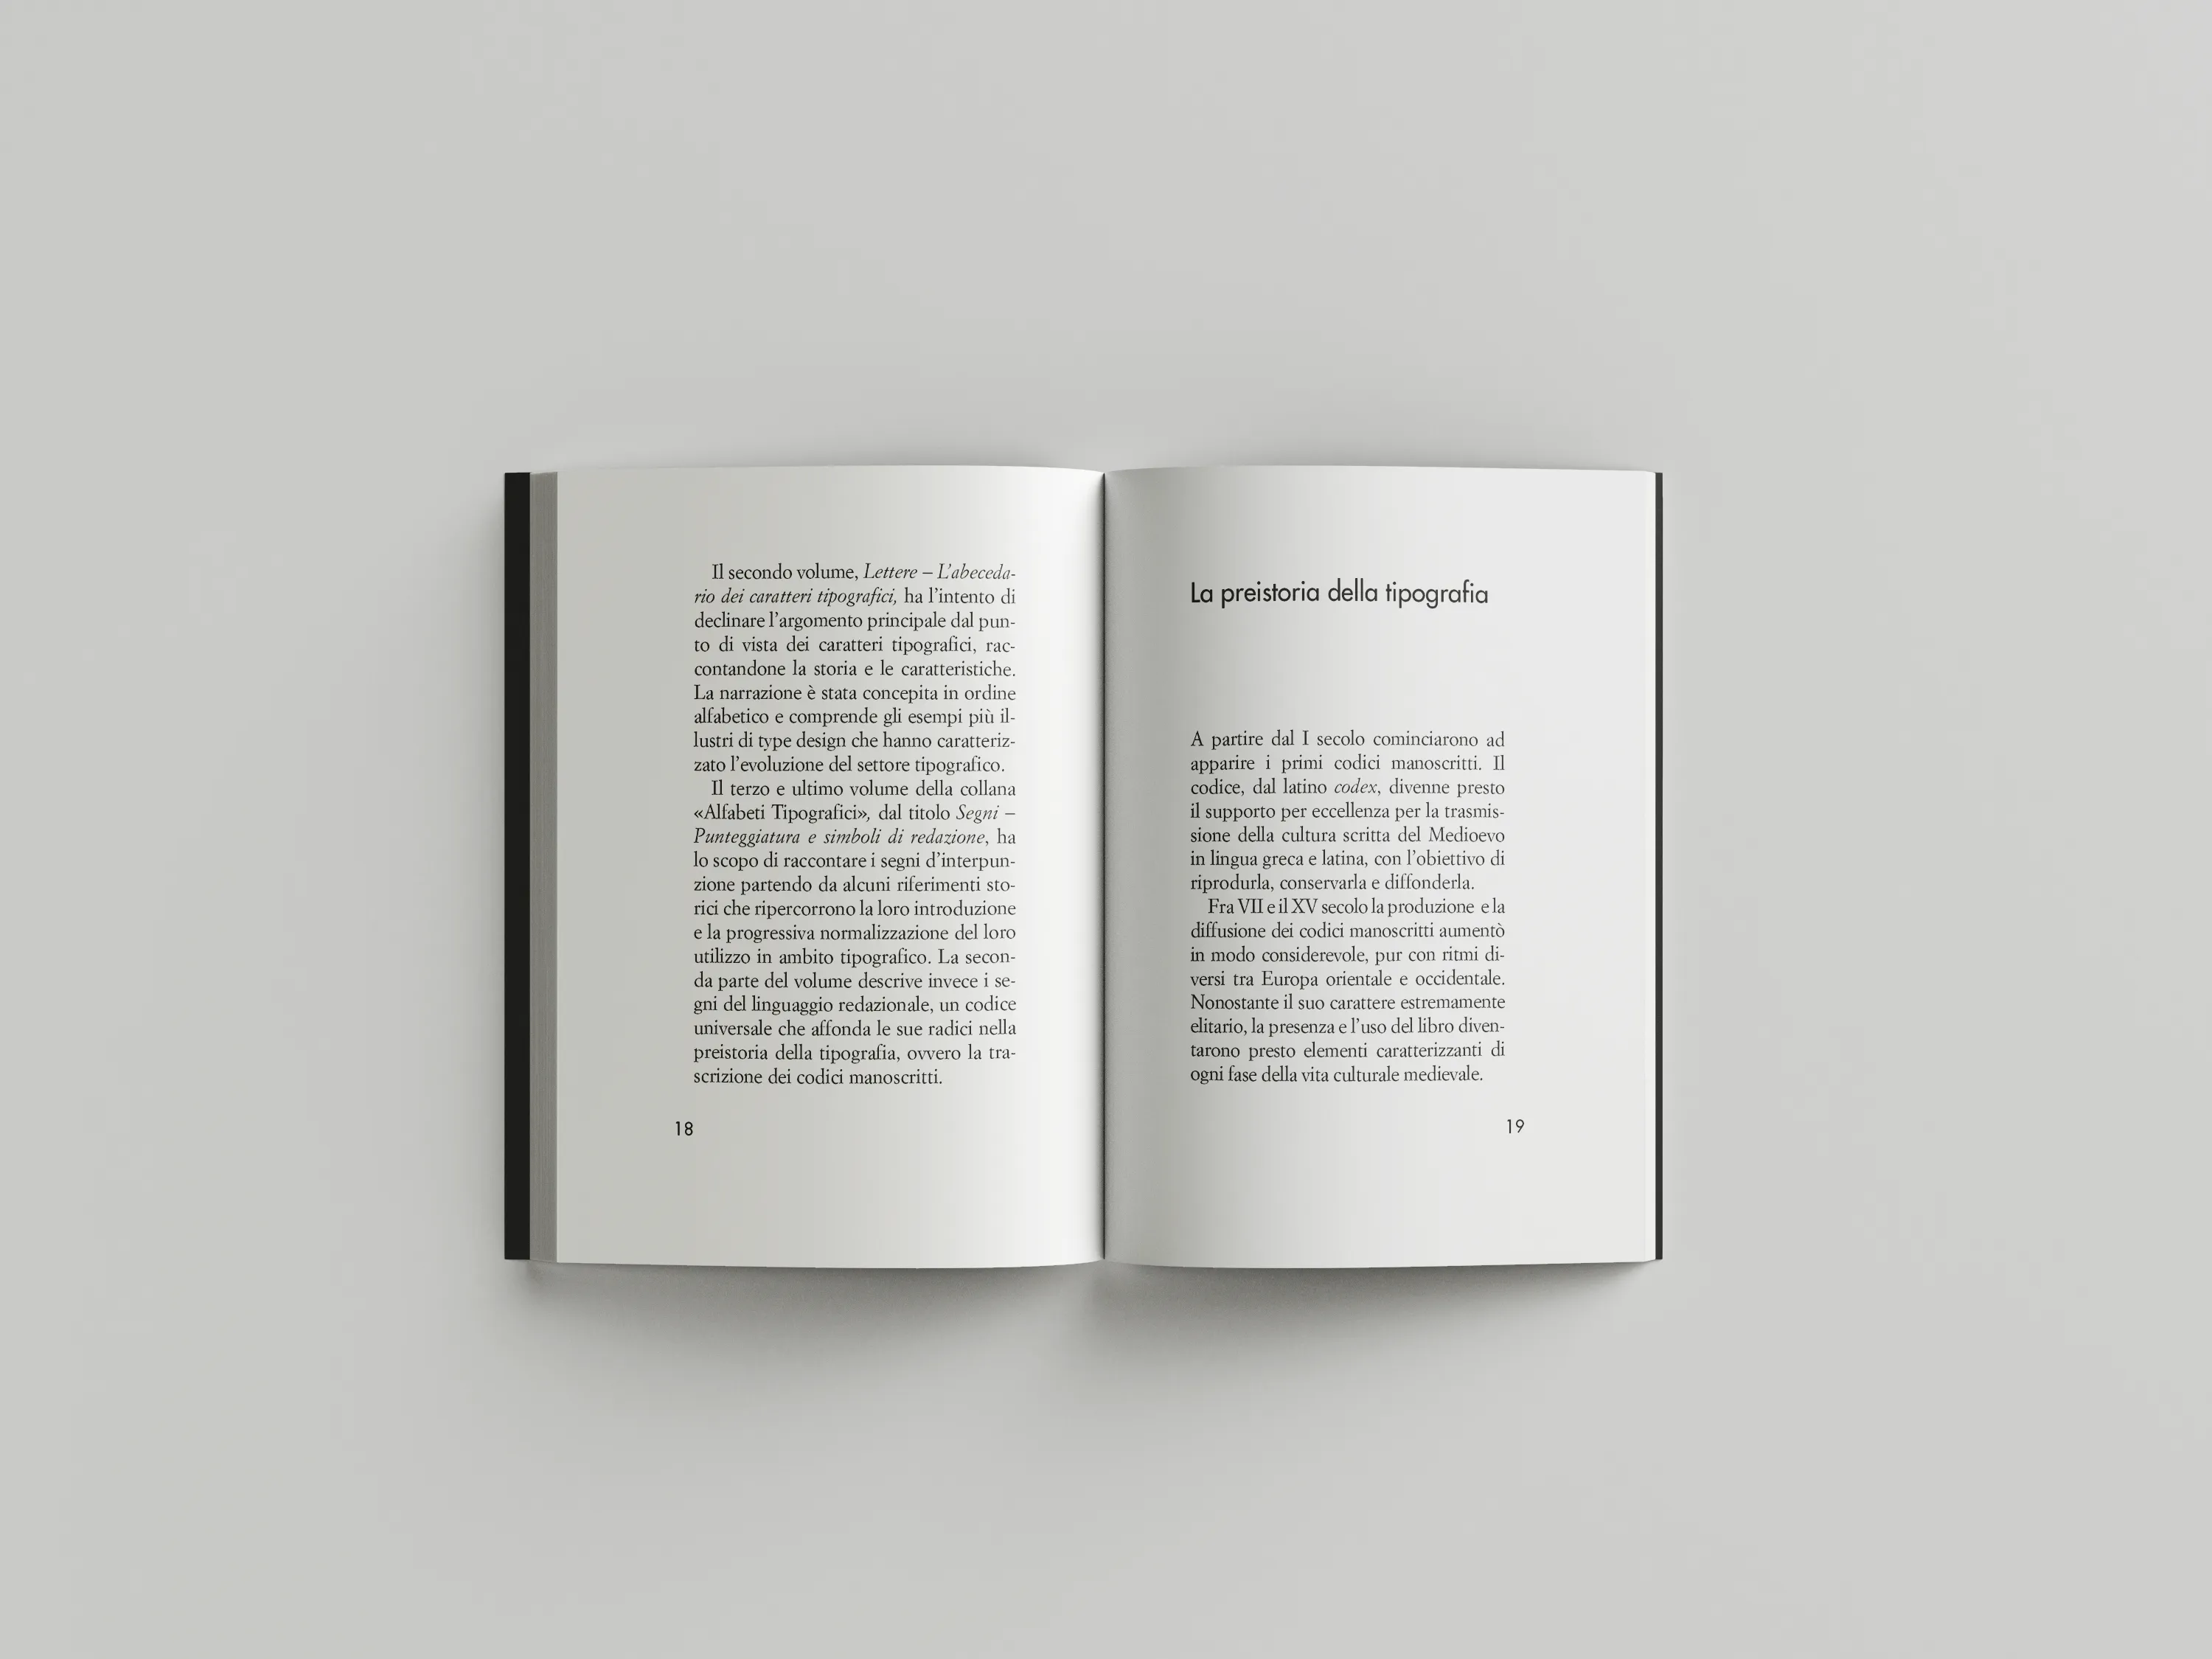 Il secondo volume, Lettere – L’abeceda-
rio dei caratteri tipografici, ha l’intento di
declinare l’argomento principale dal pun-
to di vista dei caratteri tipografici, rac-
contandone la storia e le caratteristiche.
La narrazione è stata concepita in ordine
alfabetico e comprende gli esempi più il-
lustri di type design che hanno caratteriz-
zato l’evoluzione del settore tipografico.
Il terzo e ultimo volume della collana
«Alfabeti Tipografici», dal titolo Segni –
Punteggiatura e simboli di redazione, ha
lo scopo di raccontare i segni d’interpun-
zione partendo da alcuni riferimenti sto-
rici che ripercorrono la loro introduzione
e la progressiva normalizzazione del loro
utilizzo in ambito tipografico. La secon-
da parte del volume descrive invece i se-
gni del linguaggio redazionale, un codice
universale che affonda le sue radici nella
preistoria della tipografia, ovvero la tra-
scrizione dei codici manoscritti.
18
La preistoria della tipografia
A partire dal I secolo cominciarono ad
apparire i primi codici manoscritti. Il
codice, dal latino codex, divenne presto
il supporto per eccellenza per la trasmis-
sione della cultura scritta del Medioevo
in lingua greca e latina, con l’obiettivo di
riprodurla, conservarla e diffonderla.
Fra VII e il XV secolo la produzione e la
diffusione dei codici manoscritti aumentò
in modo considerevole, pur con ritmi di-
versi tra Europa orientale e occidentale.
Nonostante il suo carattere estremamente
elitario, la presenza e l’uso del libro diven-
tarono presto elementi caratterizzanti di
ogni fase della vita culturale medievale.
19